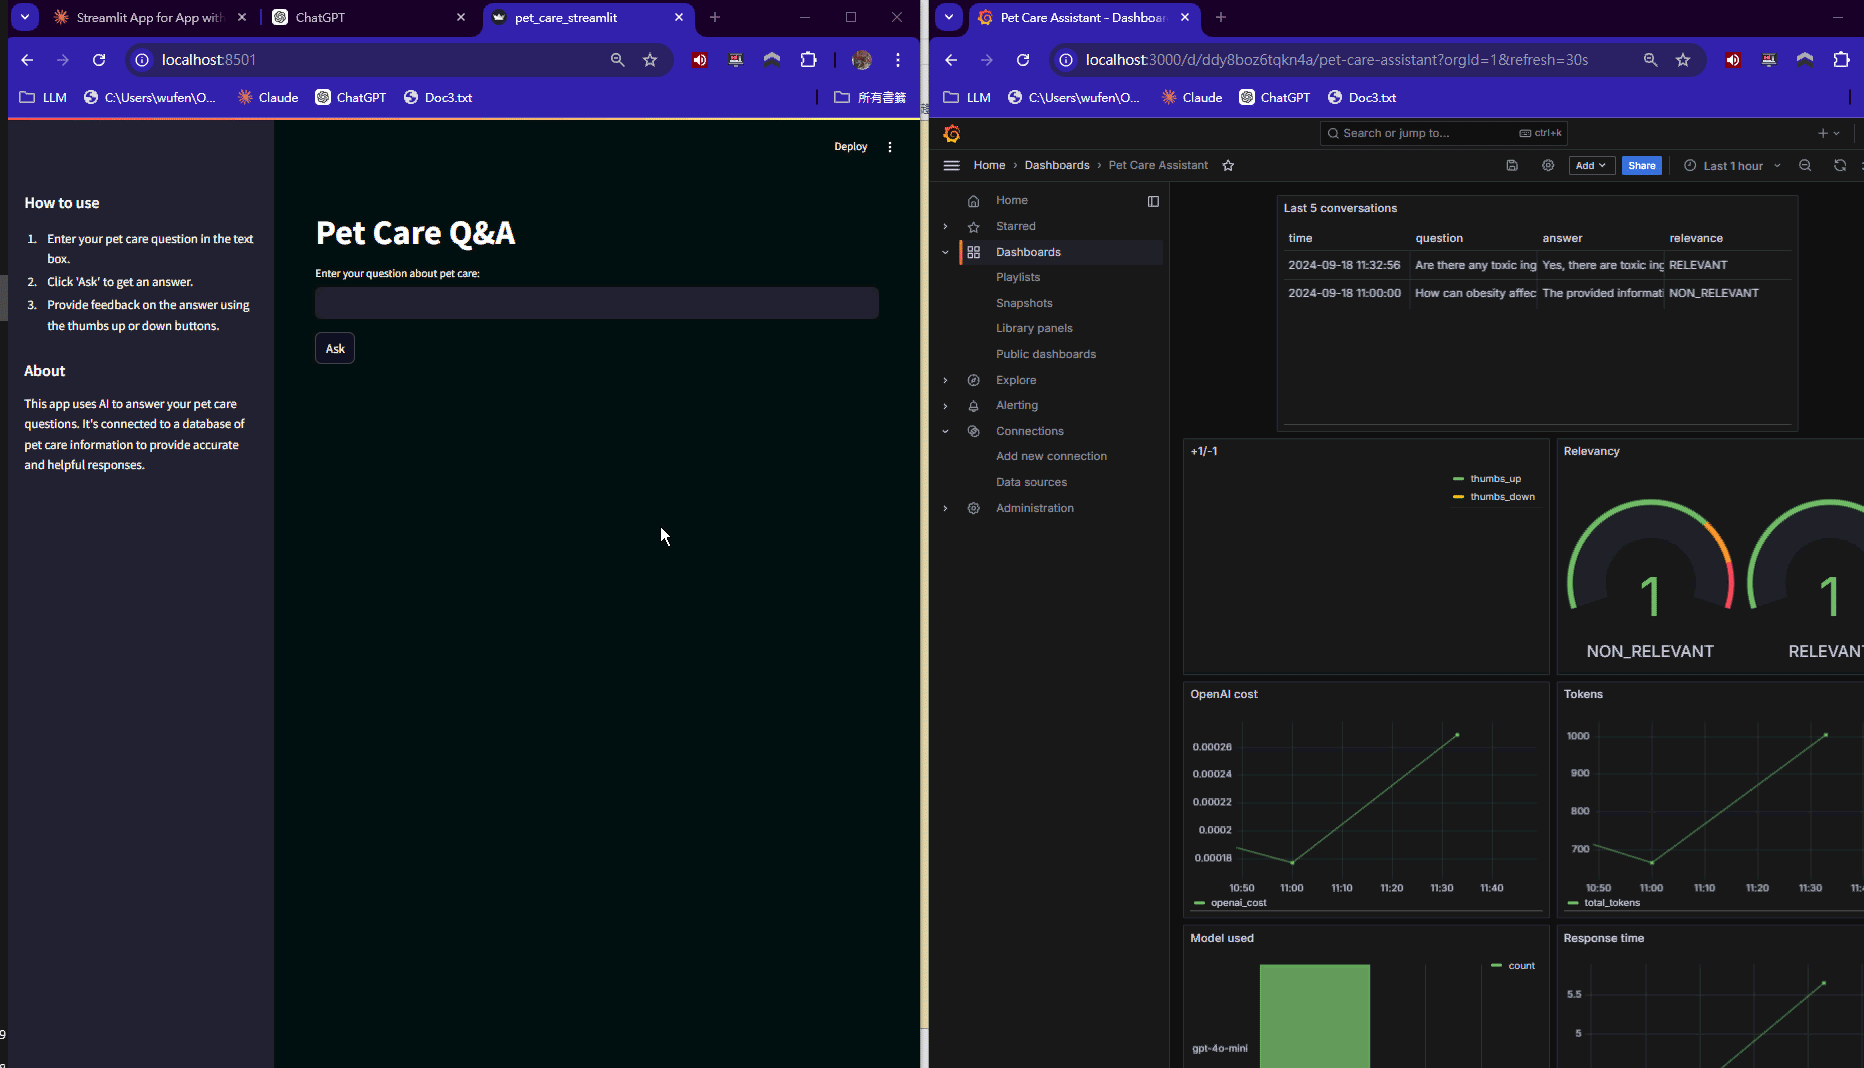 Streamlit App for App with
ChatGPT
pet_care_streamlit
localhost:8501
LLM
C:\Users\wufen\O...
Claude
ChatGPT
Doc3.txt
所有書籤
Deploy
How to use
1. Enter your pet care question in the text
box.
2. Click 'Ask' to get an answer.
3. Provide feedback on the answer using
the thumbs up or down buttons.
About
This app uses AI to answer your pet care
questions. It's connected to a database of
pet care information to provide accurate
and helpful responses.
Pet Care Q&A
Enter your question about pet care:
Ask
9
Pet Care Assistant - Dashboar
localhost:3000/d/ddy8boz6tqkn4a/pet-care-assistant?orgId=1&refresh=30s
LLM
C:\Users\wufen\O...
Claude
ChatGPT
Doc3.txt
Search or jump to...
ctrl+k
Home › Dashboards › Pet Care Assistant
Add
Share
Last 1 hour
Home
Starred
Dashboards
Playlists
Snapshots
Library panels
Public dashboards
Explore
Alerting
Connections
Add new connection
Data sources
Administration
Last 5 conversations
time question answer relevance
2024-09-18 11:32:56 Are there any toxic ing Yes, there are toxic ing RELEVANT
2024-09-18 11:00:00 How can obesity affec The provided informati NON_RELEVANT
+1/-1
thumbs_up
thumbs_down
Relevancy
1
NON_RELEVANT
1
RELEVANT
OpenAI cost
0.00026
0.00024
0.00022
0.0002
0.00018
10:50 11:00 11:10 11:20 11:30 11:40
openai_cost
Tokens
1000
900
800
700
10:50 11:00 11:10 11:20 11:30 11:4
total_tokens
Model used
count
gpt-4o-mini
Response time
5.5
5